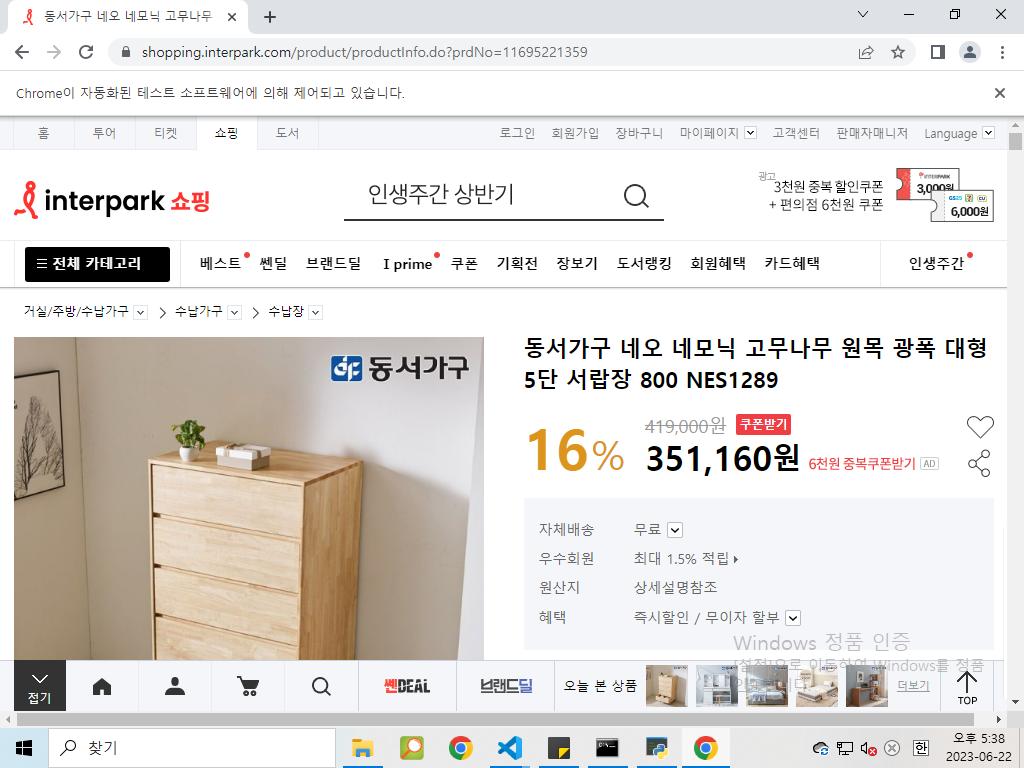 동서가구 네오 네모닉 고무나무
shopping.interpark.com/product/productInfo.do?prdNo=11695221359
Chrome이 자동화된 테스트 소프트웨어에 의해 제어되고 있습니다.
홈 투어 티켓 쇼핑 도서 로그인 회원가입 장바구니 마이페이지 고객센터 판매자매니저 Language
interpark 쇼핑
인생주간 상반기
광고
3천원 중복 할인쿠폰
+ 편의점 6천원 쿠폰
INTERPARK
3,000원
GS25 CU
6,000원
전체 카테고리 베스트 쎈딜 브랜드딜 I prime 쿠폰 기획전 장보기 도서랭킹 회원혜택 카드혜택 인생주간
거실/주방/수납가구 수납가구 수납장
동서가구
동서가구 네오 네모닉 고무나무 원목 광폭 대형
5단 서랍장 800 NES1289
16%
419,000원 쿠폰받기
351,160원 6천원 중복쿠폰받기 AD
자체배송 무료
우수회원 최대 1.5% 적립
원산지 상세설명참조
혜택 즉시할인 / 무이자 할부
Windows 정품 인증
[설정]으로 이동하여 Windows를 정품
접기
쎈DEAL 브랜드딜 오늘 본 상품 더보기
TOP
찾기
한
오후 5:38
2023-06-22